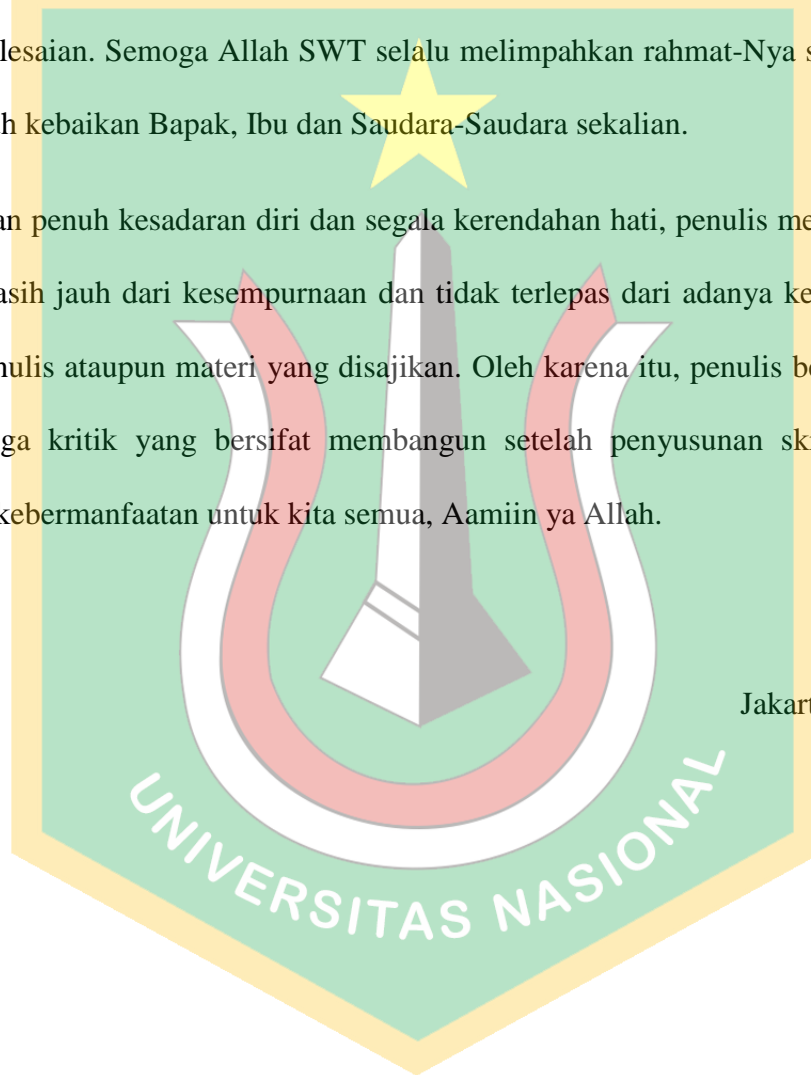 lesaian. Semoga Allah SWT selalu melimpahkan rahmat-Nya s
h kebaikan Bapak, Ibu dan Saudara-Saudara sekalian.
an penuh kesadaran diri dan segala kerendahan hati, penulis me
asih jauh dari kesempurnaan dan tidak terlepas dari adanya ke
nulis ataupun materi yang disajikan. Oleh karena itu, penulis be
ga kritik yang bersifat membangun setelah penyusunan sk
kebermanfaatan untuk kita semua, Aamiin ya Allah.
Jakart
UNIVERSITAS NASIONAL